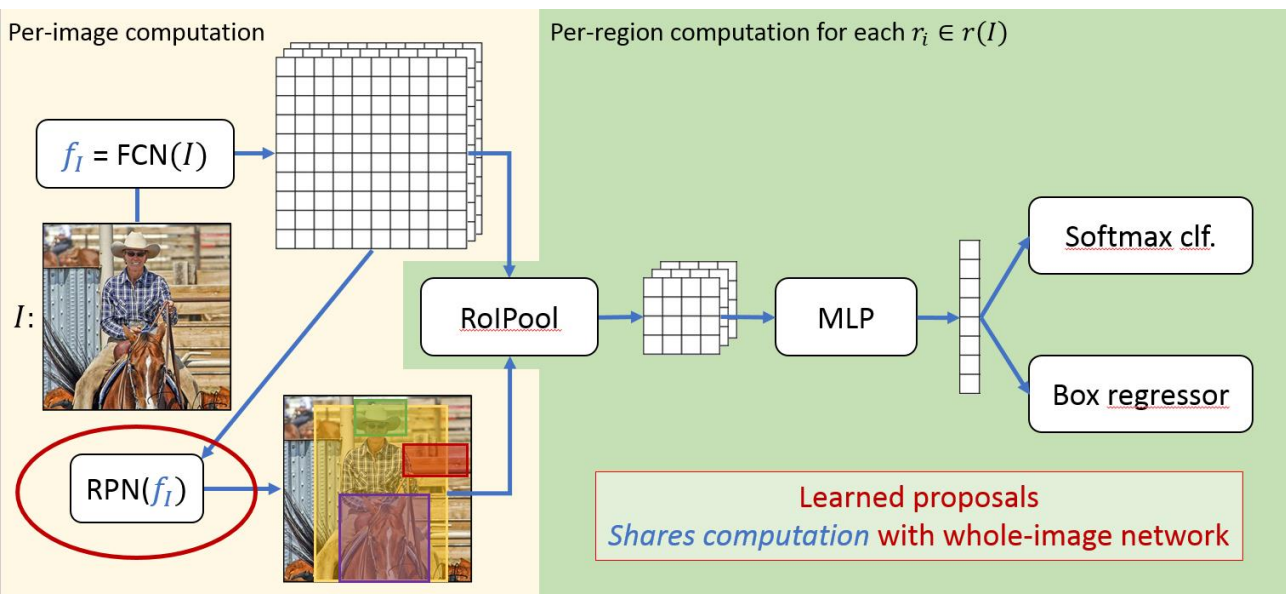 Per-image computation
Per-region computation for each r_i ∈ r(I)
f_I = FCN(I)
I:
RoIPool
MLP
Softmax clf.
Box regressor
RPN(f_I)
Learned proposals
Shares computation with whole-image network